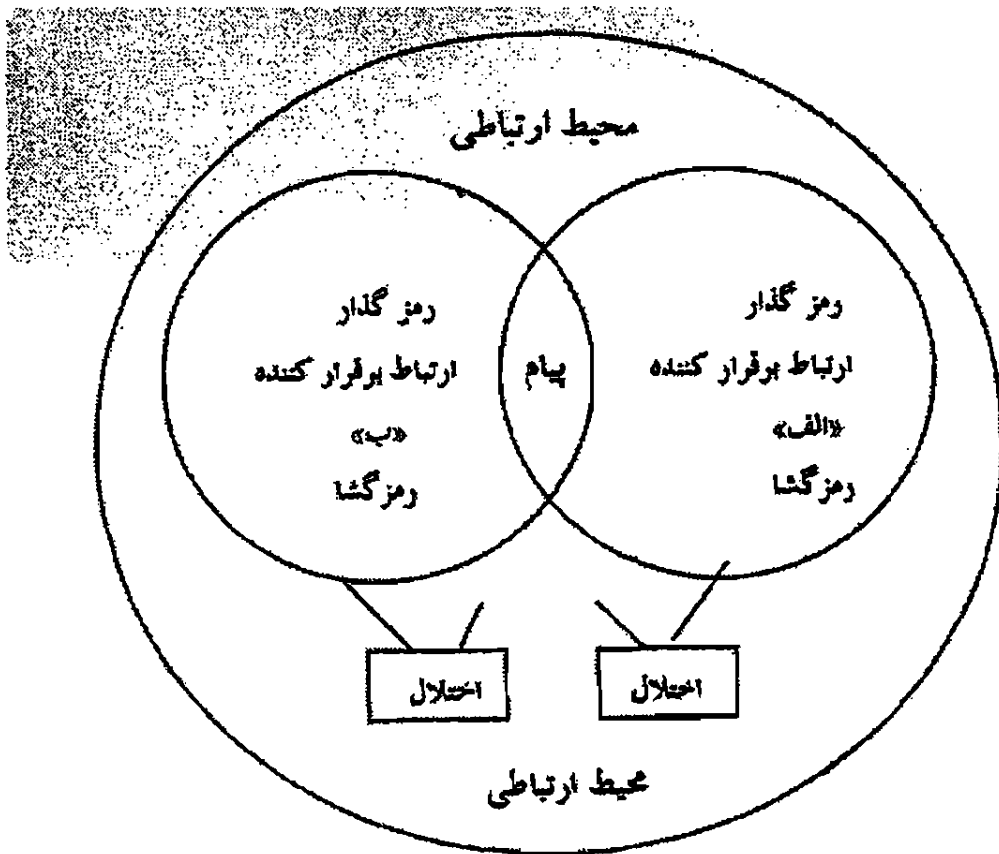 محیط ارتباطی
رمز گذار
ارتباط برقرار کننده
«الف»
رمزگشا
پیام
رمز گذار
ارتباط برقرار کننده
«ب»
رمزگشا
اختلال
اختلال
محیط ارتباطی